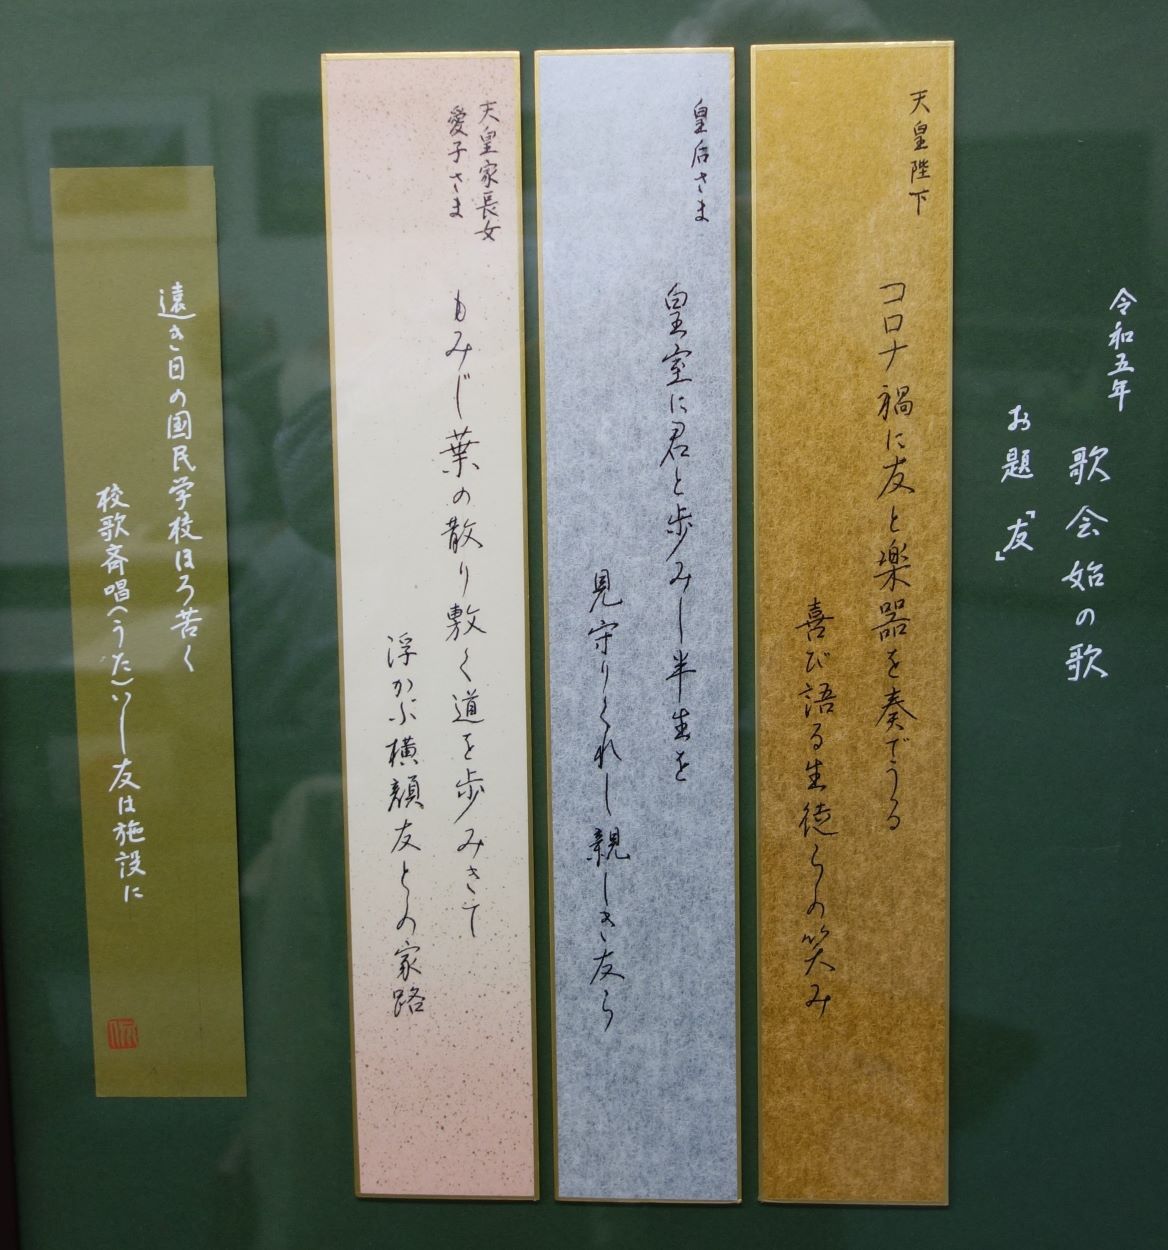 令和五年
歌会始の歌
お題「友」
天皇陛下
コロナ禍に友と楽器を奏でうる
喜び語る生徒らの笑み
皇后さま
皇室に君と歩みし半生を
見守りくれし親しき友ら
天皇家長女
愛子さま
もみじ葉の散り敷く道を歩みきて
浮かぶ横顔友との家路
遠き日の国民学校ほろ苦く
校歌斉唱(うた)いし友は施設に